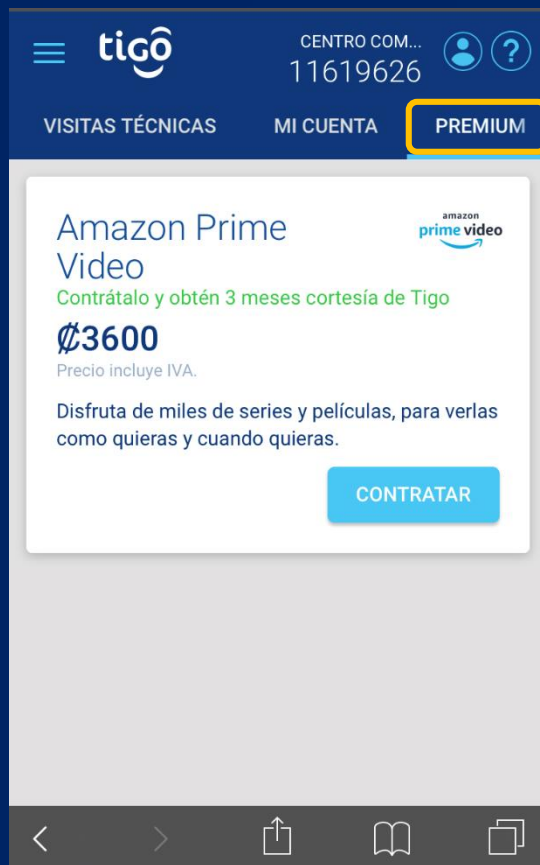 tigô
CENTRO COM...
11619626
?
VISITAS TÉCNICAS MI CUENTA PREMIUM
Amazon Prime
Video
amazon
prime video
Contrátalo y obtén 3 meses cortesía de Tigo
₡3600
Precio incluye IVA.
Disfruta de miles de series y películas, para verlas
como quieras y cuando quieras.
CONTRATAR